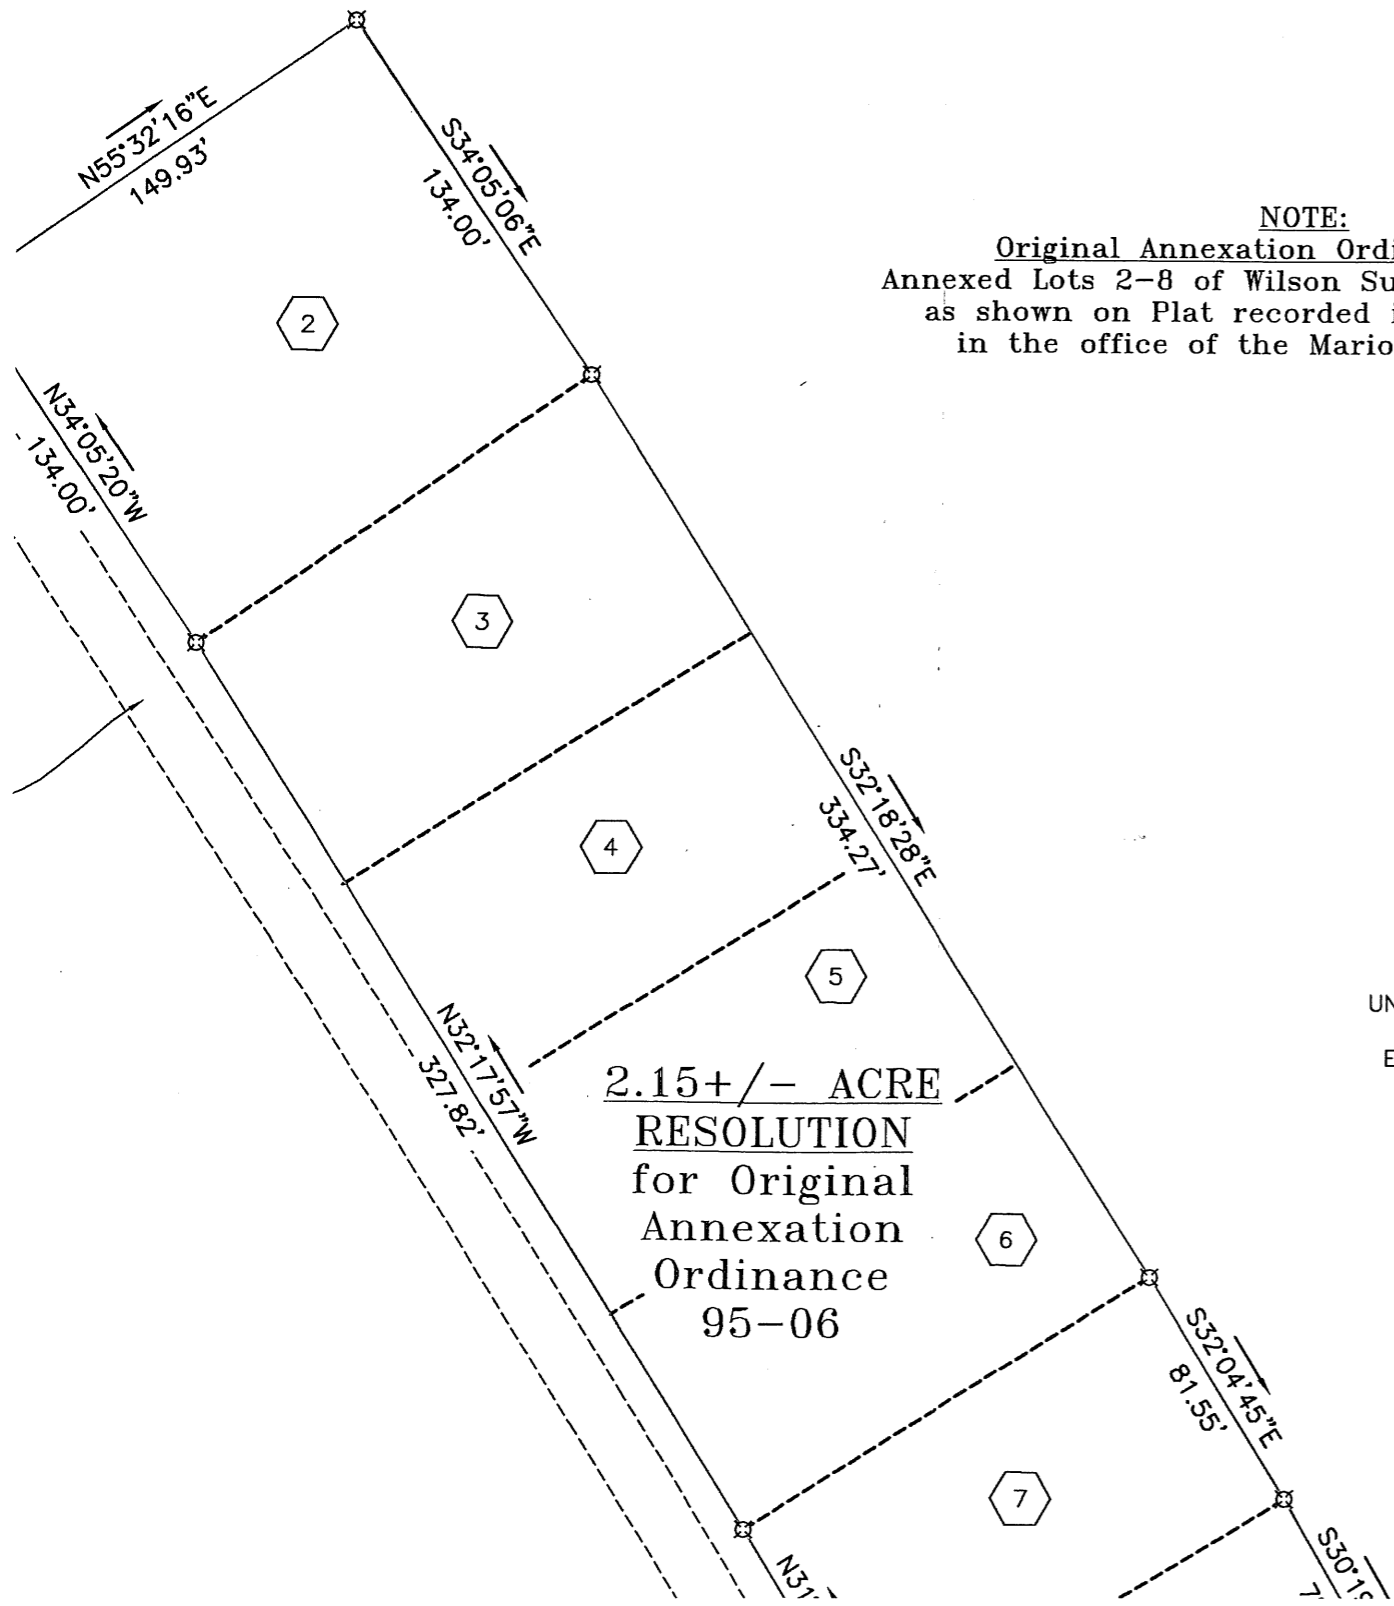 N55°32'16"E
149.93'
S34°05'06"E
134.00'
NOTE:
Original Annexation
Annexed Lots 2-8 of Wilson
as shown on Plat recorded
in the office of the
2
N34°05'20"W
134.00'
3
4
S32°18'28"E
334.27'
5
N32°17'57"W
327.82'
2.15+/- ACRE
RESOLUTION
for Original
Annexation
Ordinance
95-06
6
S32°04'45"E
81.55'
7